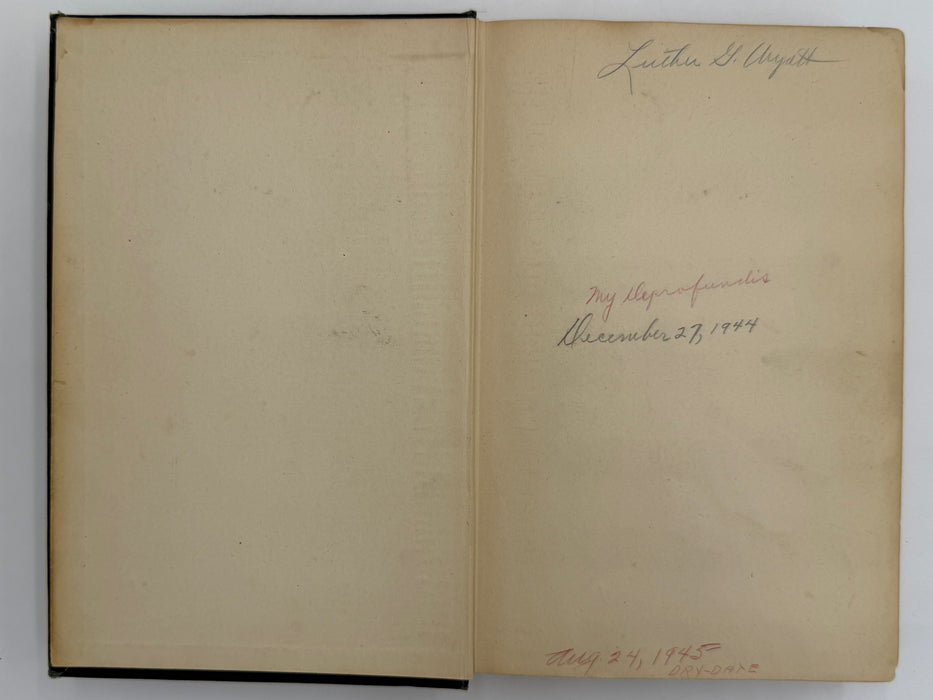 Luther G. Wyatt
My Deprofundis
December 27, 1944
Aug. 24, 1945
DRY-DATE